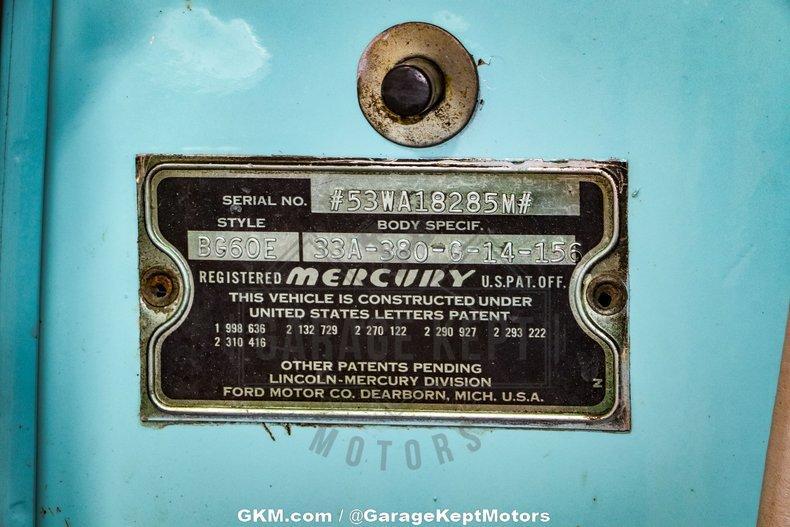 SERIAL NO. #53WA18285M#
STYLE BODY SPECIF.
BG60E 33A-380-G-14-156
REGISTERED MERCURY U.S.PAT.OFF.
THIS VEHICLE IS CONSTRUCTED UNDER
UNITED STATES LETTERS PATENT
1 998 636 2 132 729 2 270 122 2 290 927 2 293 222
2 310 416
GARAGE KEPT
OTHER PATENTS PENDING
LINCOLN-MERCURY DIVISION
FORD MOTOR CO. DEARBORN, MICH. U.S.A.
N
MOTORS
GKM.com / @GarageKeptMotors